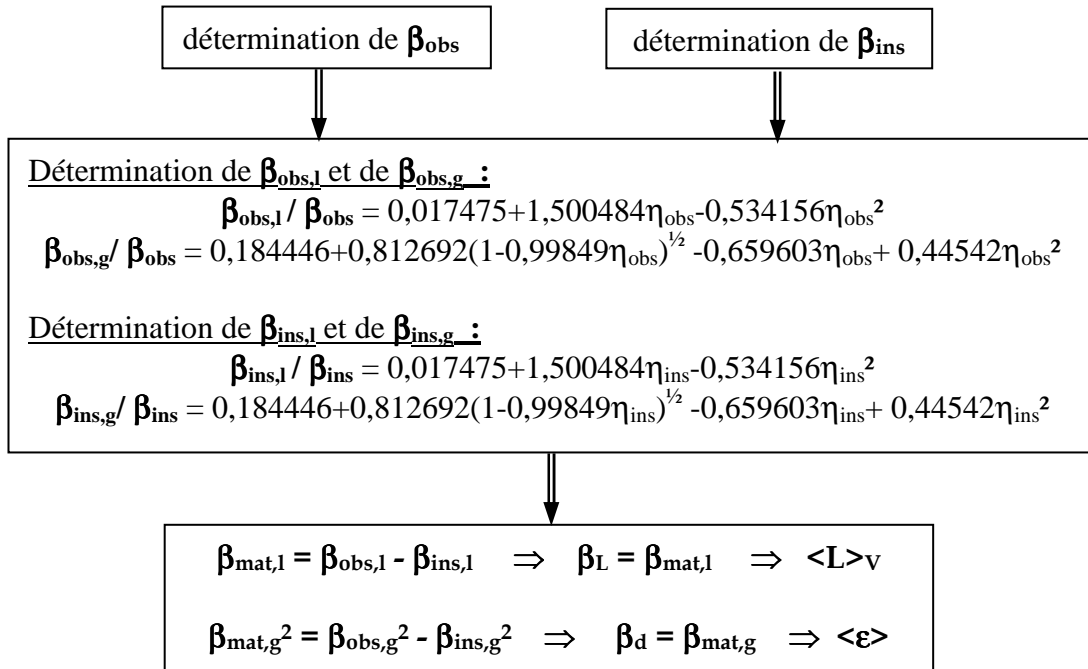 détermination de βobs
détermination de βins
Détermination de βobs,l et de βobs,g :
βobs,l / βobs = 0,017475+1,500484ηobs-0,534156ηobs²
βobs,g/ βobs = 0,184446+0,812692(1-0,99849ηobs)^½ -0,659603ηobs+ 0,44542ηobs²
Détermination de βins,l et de βins,g :
βins,l / βins = 0,017475+1,500484ηins-0,534156ηins²
βins,g/ βins = 0,184446+0,812692(1-0,99849ηins)^½ -0,659603ηins+ 0,44542ηins²
βmat,l = βobs,l - βins,l ⇒ βL = βmat,l ⇒ <L>V
βmat,g² = βobs,g² - βins,g² ⇒ βd = βmat,g ⇒ <ε>